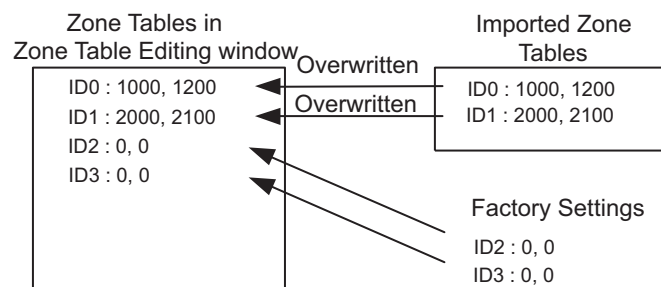 Zone Tables in
Zone Table Editing window
ID0 : 1000, 1200
ID1 : 2000, 2100
ID2 : 0, 0
ID3 : 0, 0
Overwritten
Overwritten
Imported Zone
Tables
ID0 : 1000, 1200
ID1 : 2000, 2100
Factory Settings
ID2 : 0, 0
ID3 : 0, 0